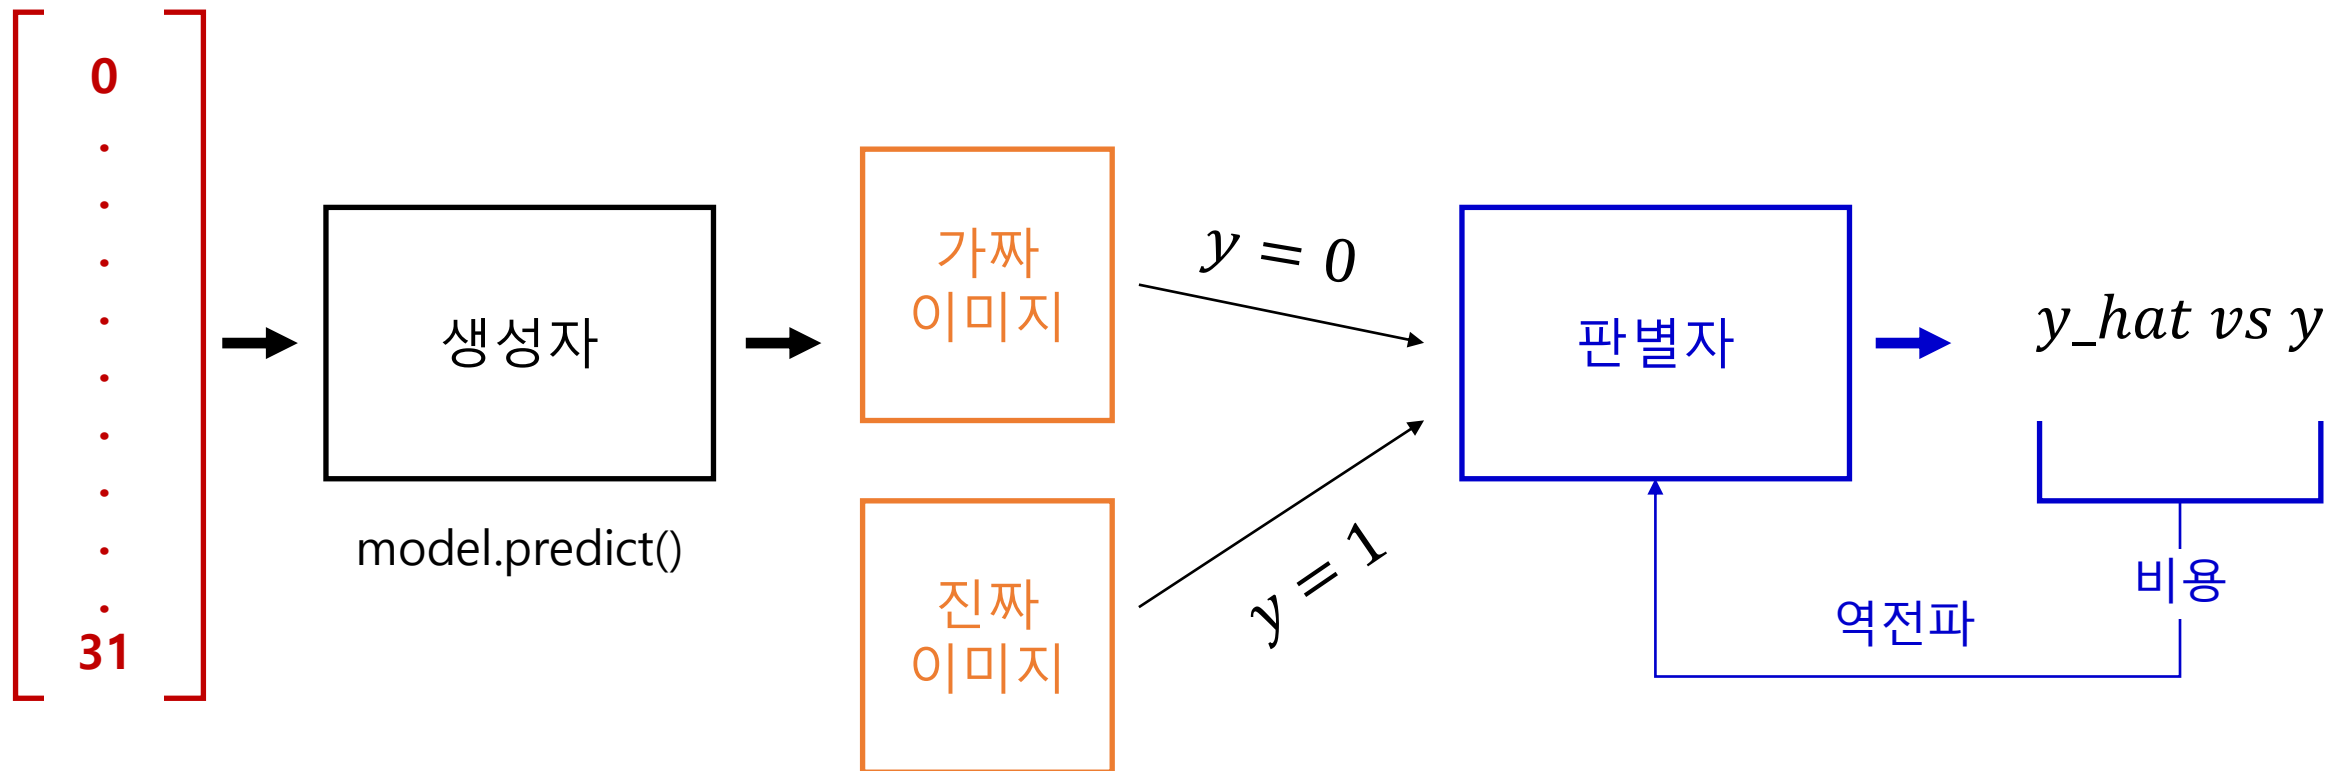 0
.
.
.
.
.
.
.
.
.
31
생성자
model.predict()
가짜
이미지
진짜
이미지
y = 0
y = 1
판별자
y_hat vs y
비용
역전파